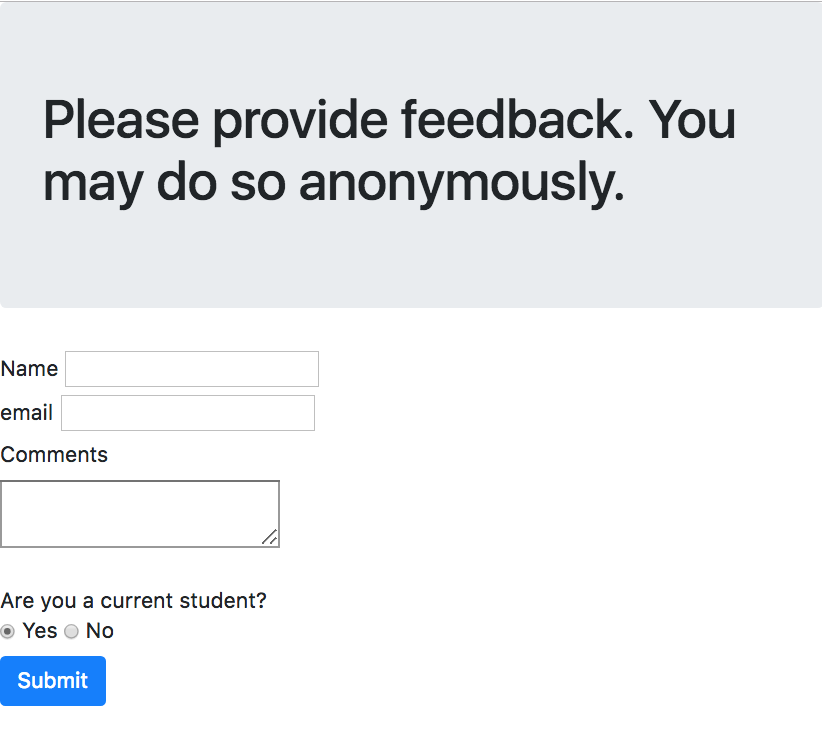 Please provide feedback. You
may do so anonymously.
Name
email
Comments
Are you a current student?
Yes No
Submit